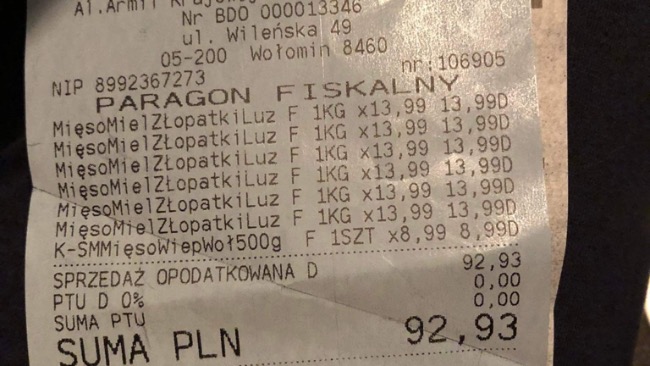 Al.Armii Krajowej
Nr BDO 000013346
ul. Wileńska 49
05-200 Wołomin 8460
NIP 8992367273 nr:106905
PARAGON FISKALNY
MięsoMielZŁopatkiLuz F 1KG x13,99 13,99D
MięsoMielZŁopatkiLuz F 1KG x13,99 13,99D
MięsoMielZŁopatkiLuz F 1KG x13,99 13,99D
MięsoMielZŁopatkiLuz F 1KG x13,99 13,99D
MięsoMielZŁopatkiLuz F 1KG x13,99 13,99D
MięsoMielZŁopatkiLuz F 1KG x13,99 13,99D
K-SMMięsoWiepWoł500g F 1SZT x8,99 8,99D
SPRZEDAŻ OPODATKOWANA D 92,93
PTU D 0% 0,00
SUMA PTU 0,00
SUMA PLN 92,93